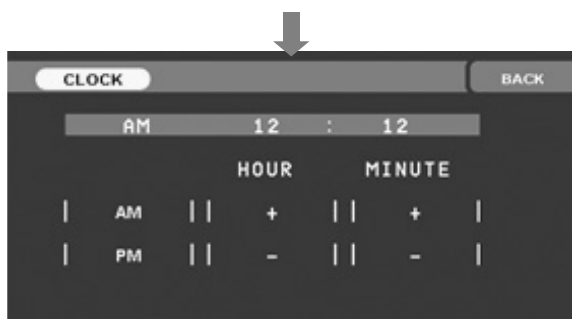 CLOCK BACK
AM 12 : 12
HOUR MINUTE
AM + +
PM - -